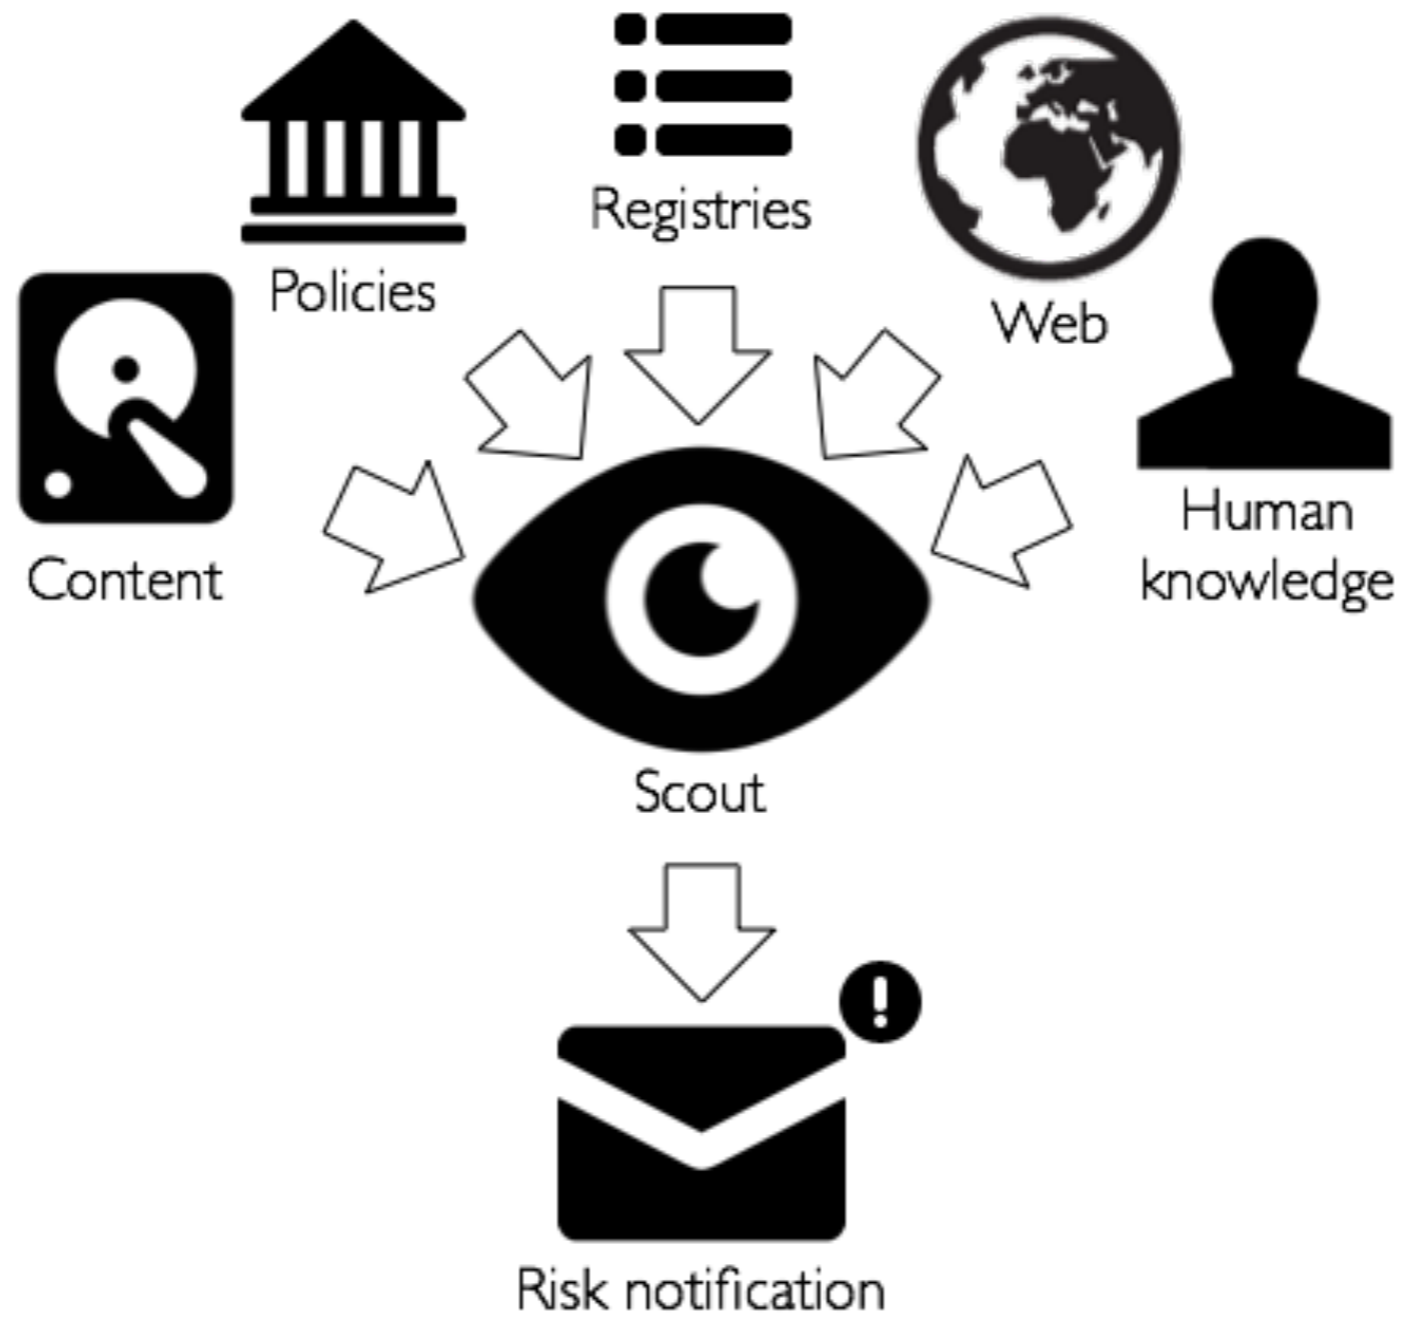 Registries
Policies
Web
Human
knowledge
Content
Scout
!
Risk notification